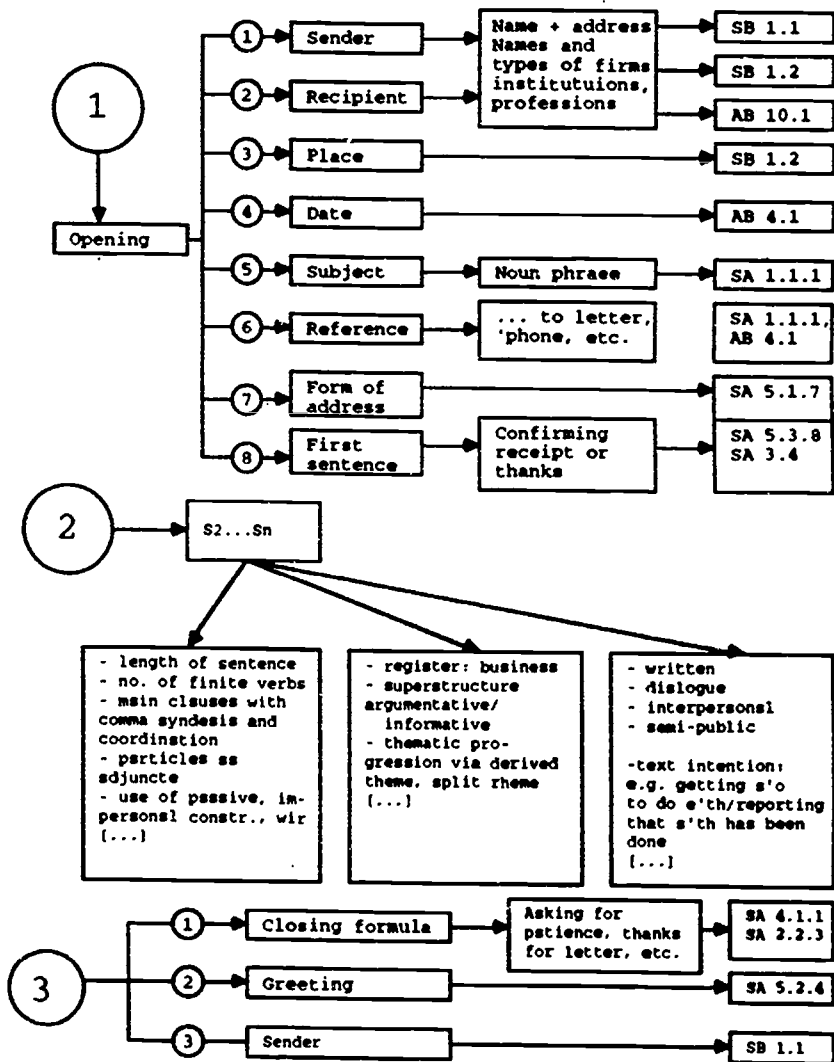 1
Opening
1 Sender
2 Recipient
Name + address
Names and
types of firms
institutuions,
professions
SB 1.1
SB 1.2
AB 10.1
3 Place
SB 1.2
4 Date
AB 4.1
5 Subject
Noun phraee
SA 1.1.1
6 Reference
... to letter,
'phone, etc.
SA 1.1.1,
AB 4.1
7 Form of
address
SA 5.1.7
8 First
sentence
Confirming
receipt or
thanks
SA 5.3.8
SA 3.4
2
S2...Sn
- length of sentence
- no. of finite verbs
- msin clsuses with
comma syndesis and
coordinstion
- psrticles ss
sdjuncte
- use of psssive, im-
personsl constr., wir
[...]
- register: business
- superstructure
argumentative/
informative
- thematic pro-
gression via derived
theme, split rheme
[...]
- written
- dislogue
- interpersonsl
- semi-public
-text intention:
e.g. getting s'o
to do e'th/reporting
that s'th has been
done
[...]
3
1 Closing formula
Asking for
pstience, thanks
for letter, etc.
SA 4.1.1
SA 2.2.3
2 Greeting
SA 5.2.4
3 Sender
SB 1.1